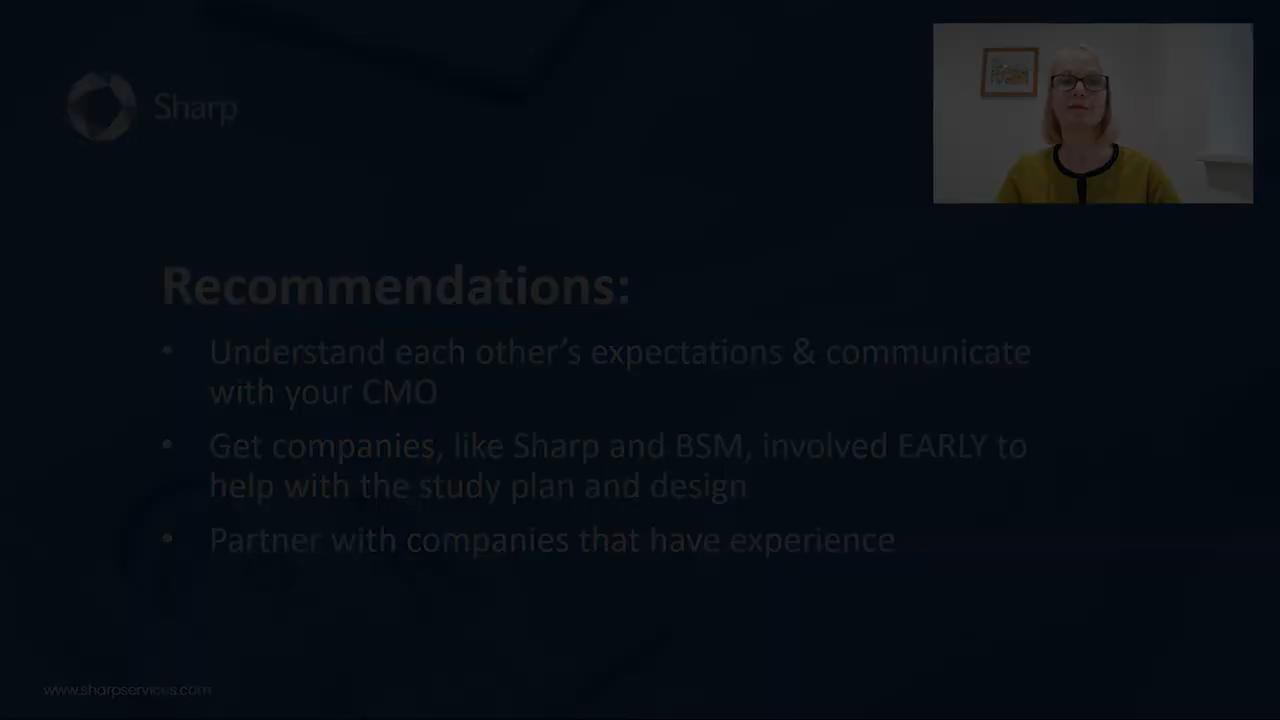 Sharp
Recommendations:
• Understand each other's expectations & communicate
with your CMO
• Get companies, like Sharp and BSM, involved EARLY to
help with the study plan and design
• Partner with companies that have experience
www.sharpservices.com